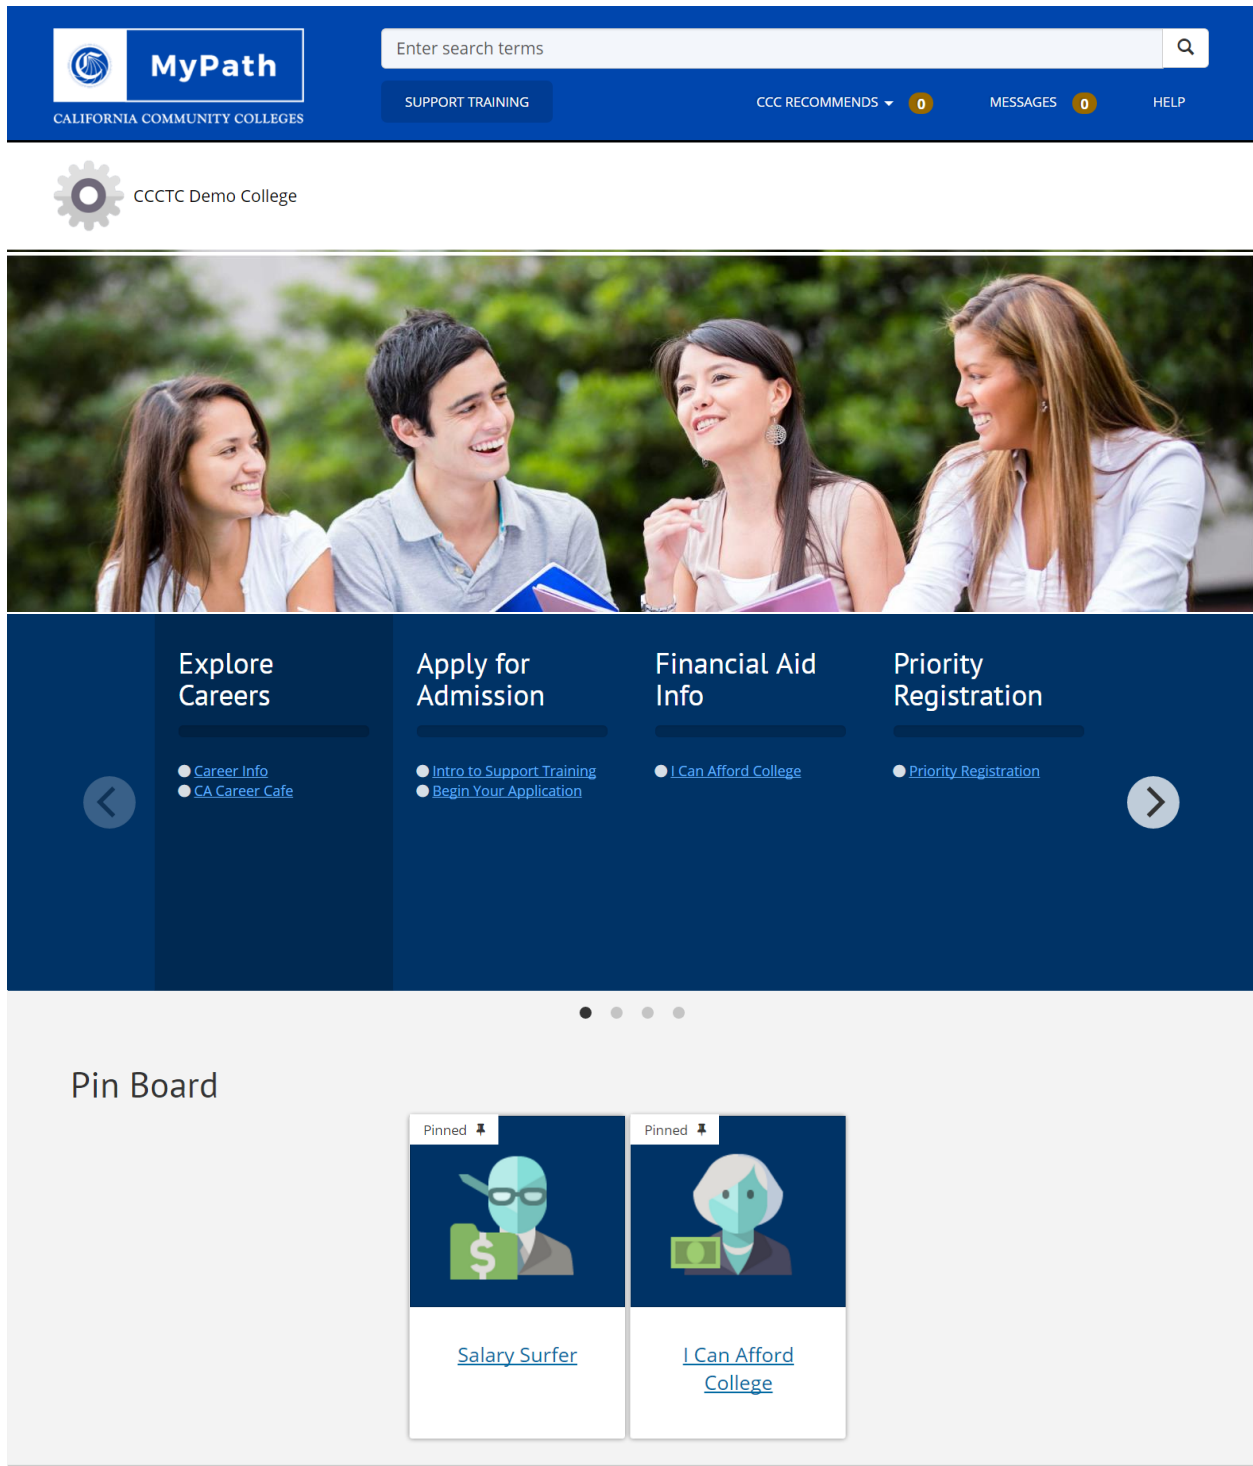 MyPath
CALIFORNIA COMMUNITY COLLEGES
Enter search terms
SUPPORT TRAINING
CCC RECOMMENDS 0
MESSAGES 0
HELP
CCCTC Demo College
Explore
Careers
Career Info
CA Career Cafe
Apply for
Admission
Intro to Support Training
Begin Your Application
Financial Aid
Info
I Can Afford College
Priority
Registration
Priority Registration
Pin Board
Pinned
Salary Surfer
Pinned
I Can Afford
College